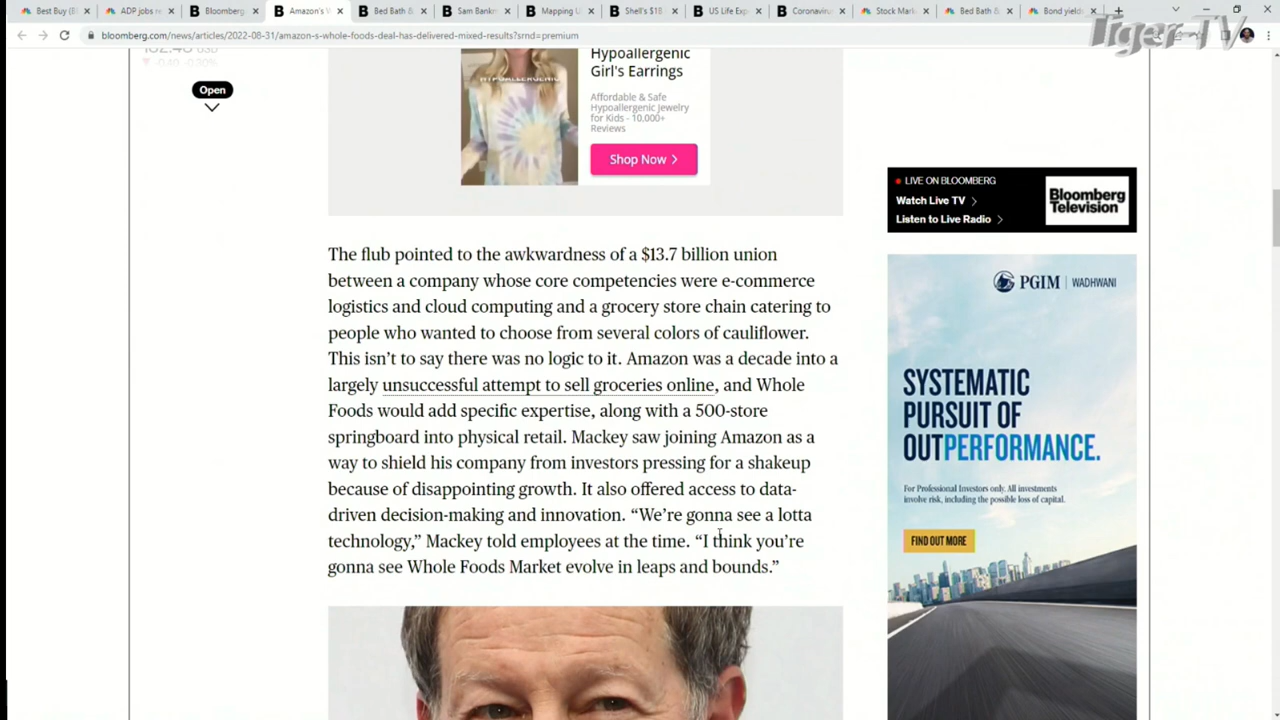 Best Buy (B
ADP jobs re
Bloomberg
Amazon's W
Bed Bath &
Sam Bankm
Mapping U
Shell's $1B
US Life Exp
Coronavirus
Stock Mark
Bed Bath &
Bond yields
Tiger TV
bloomberg.com/news/articles/2022-08-31/amazon-s-whole-foods-deal-has-delivered-mixed-results?srnd=premium
Open
HYPOALLERGENIC
Hypoallergenic
Girl's Earrings
Affordable & Safe
Hypoallergenic Jewelry
for Kids - 10,000+
Reviews
Shop Now
The flub pointed to the awkwardness of a $13.7 billion union
between a company whose core competencies were e-commerce
logistics and cloud computing and a grocery store chain catering to
people who wanted to choose from several colors of cauliflower.
This isn't to say there was no logic to it. Amazon was a decade into a
largely unsuccessful attempt to sell groceries online, and Whole
Foods would add specific expertise, along with a 500-store
springboard into physical retail. Mackey saw joining Amazon as a
way to shield his company from investors pressing for a shakeup
because of disappointing growth. It also offered access to data-
driven decision-making and innovation. “We’re gonna see a lotta
technology,” Mackey told employees at the time. “I think you’re
gonna see Whole Foods Market evolve in leaps and bounds.”
LIVE ON BLOOMBERG
Watch Live TV
Listen to Live Radio
Bloomberg
Television
PGIM | WADHWANI
SYSTEMATIC
PURSUIT OF
OUTPERFORMANCE.
For Professional Investors only. All investments
involve risk, including the possible loss of capital.
FIND OUT MORE